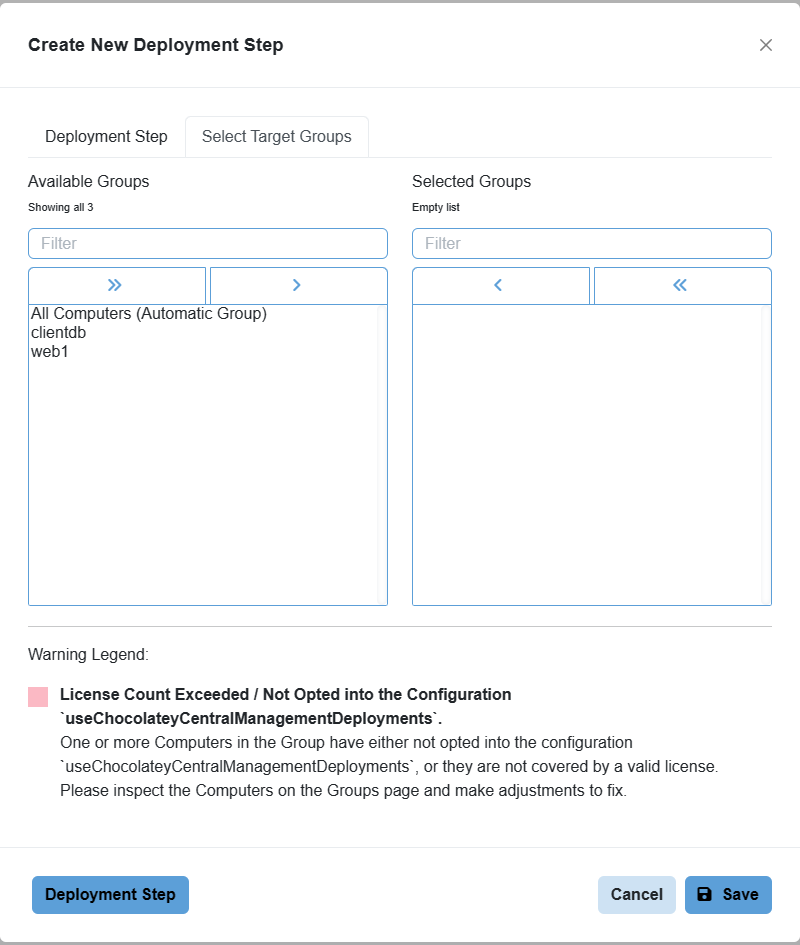 Create New Deployment Step
Deployment Step
Select Target Groups
Available Groups
Showing all 3
Filter
All Computers (Automatic Group)
clientdb
web1
Selected Groups
Empty list
Filter
Warning Legend:
License Count Exceeded / Not Opted into the Configuration
`useChocolateyCentralManagementDeployments`.
One or more Computers in the Group have either not opted into the configuration
`useChocolateyCentralManagementDeployments`, or they are not covered by a valid license.
Please inspect the Computers on the Groups page and make adjustments to fix.
Deployment Step
Cancel
Save